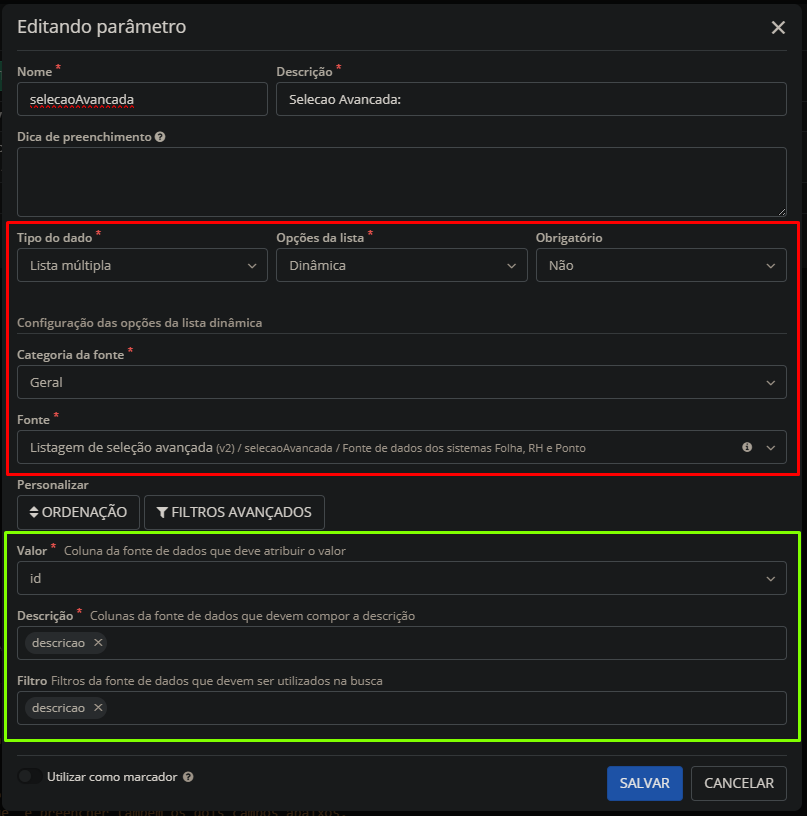 Editando parâmetro
Nome * Descrição *
selecaoAvancada Selecao Avancada:
Dica de preenchimento
Tipo do dado * Opções da lista * Obrigatório
Lista múltipla Dinâmica Não
Configuração das opções da lista dinâmica
Categoria da fonte *
Geral
Fonte *
Listagem de seleção avançada (v2) / selecaoAvancada / Fonte de dados dos sistemas Folha, RH e Ponto
Personalizar
ORDENAÇÃO FILTROS AVANÇADOS
Valor * Coluna da fonte de dados que deve atribuir o valor
id
Descrição * Colunas da fonte de dados que devem compor a descrição
descricao ×
Filtro Filtros da fonte de dados que devem ser utilizados na busca
descricao ×
Utilizar como marcador
SALVAR CANCELAR